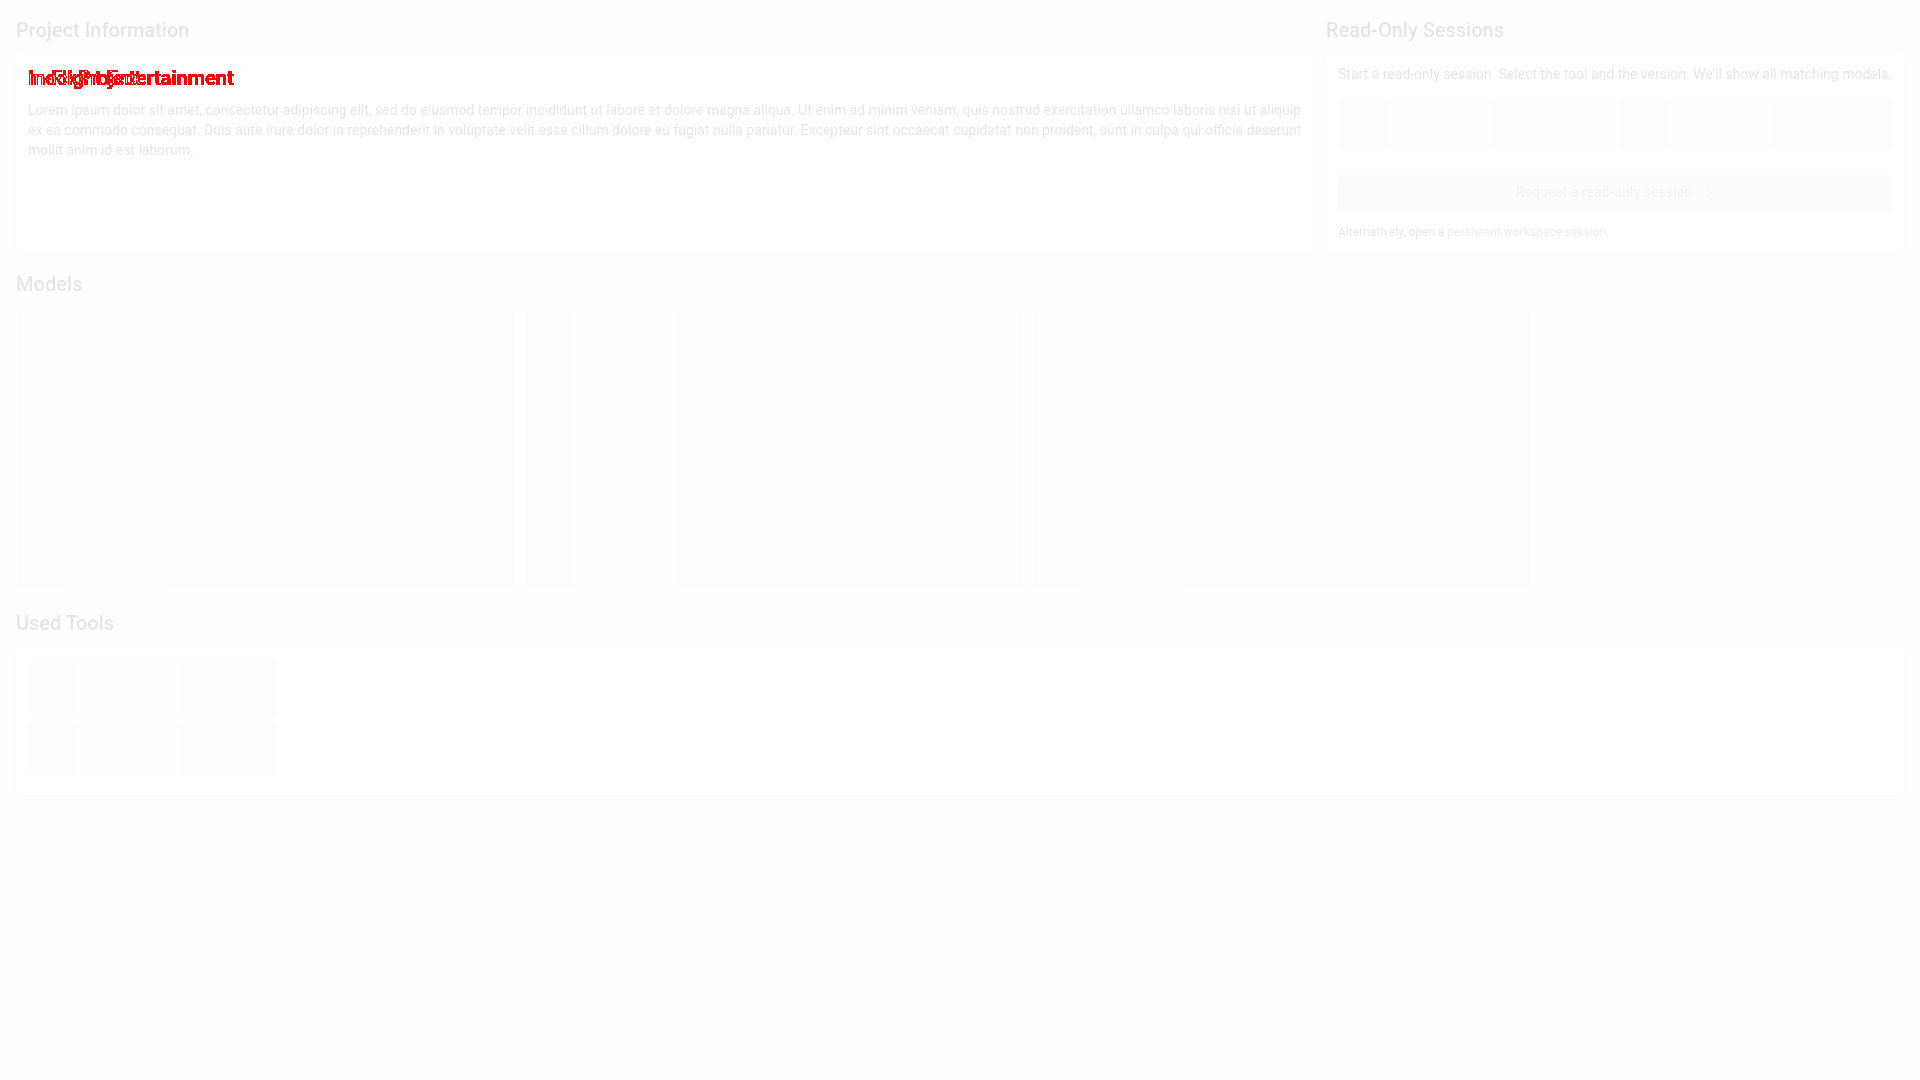 Project Information
Lorem ipsum dolor sit amet, consectetur adipiscing elit, sed do eiusmod tempor incididunt ut labore et dolore magna aliqua. Ut enim ad minim veniam, quis nostrud exercitation ullamco laboris nisi ut aliquip
ex ea commodo consequat. Duis aute irure dolor in reprehenderit in voluptate velit esse cillum dolore eu fugiat nulla pariatur. Excepteur sint occaecat cupidatat non proident, sunt in culpa qui officia deserunt
mollit anim id est laborum.
Read-Only Sessions
Start a read-only session. Select the tool and the version. We'll show all matching models.
Request a read-only session
Alternatively, open a persistent workspace session.
Models
Used Tools